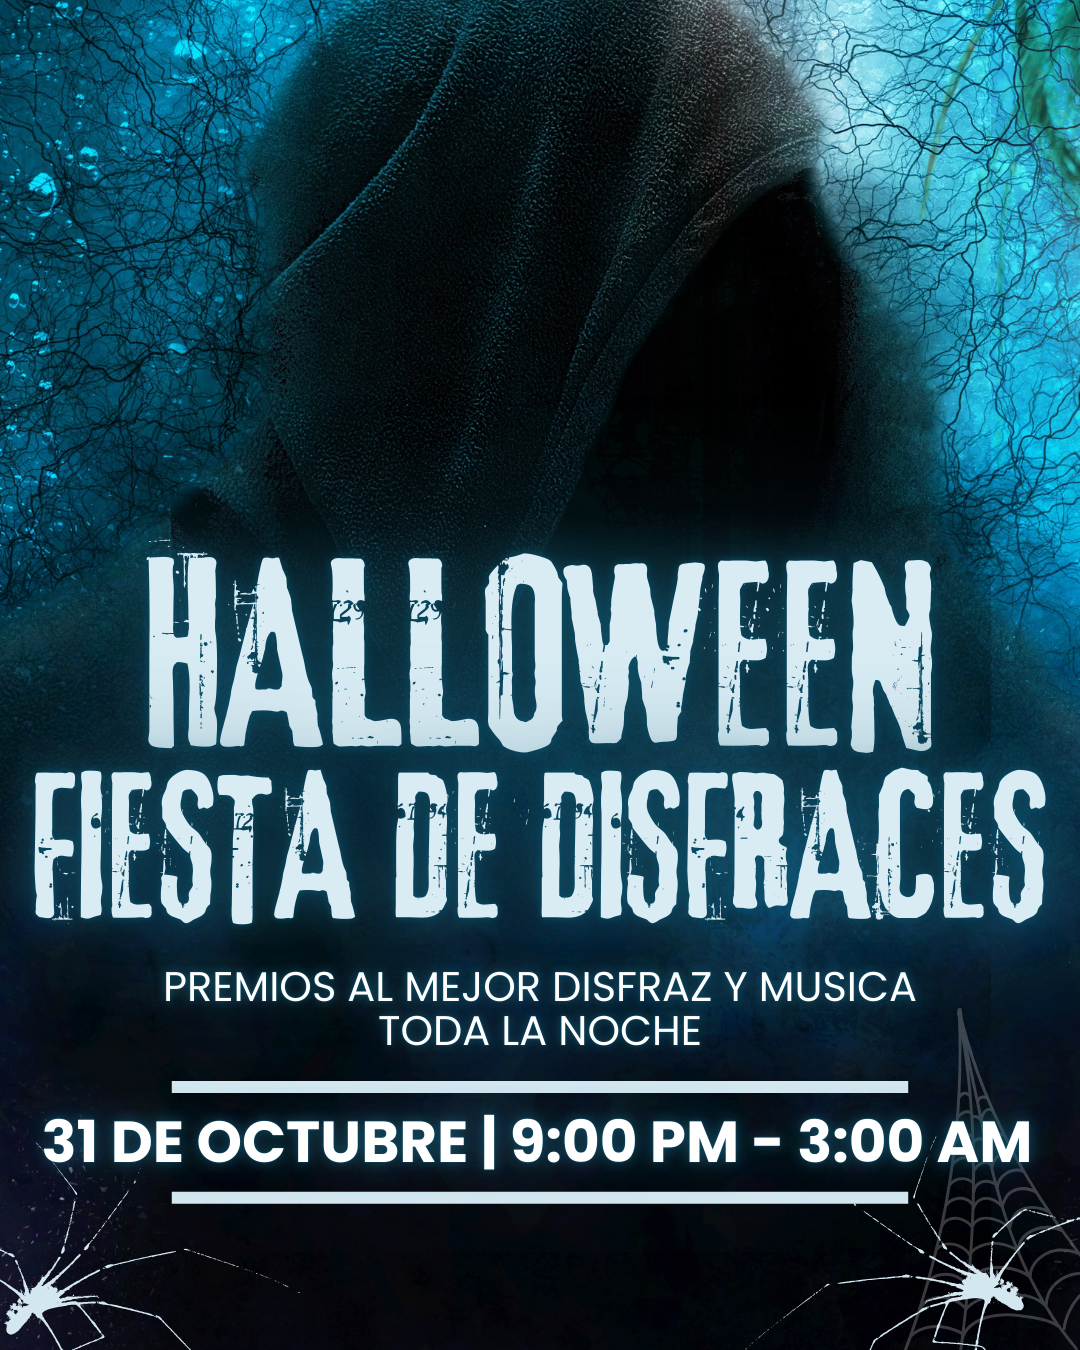 HALLOWEEN
FIESTA DE DISFRACES
PREMIOS AL MEJOR DISFRAZ Y MUSICA
TODA LA NOCHE
31 DE OCTUBRE | 9:00 PM – 3:00 AM